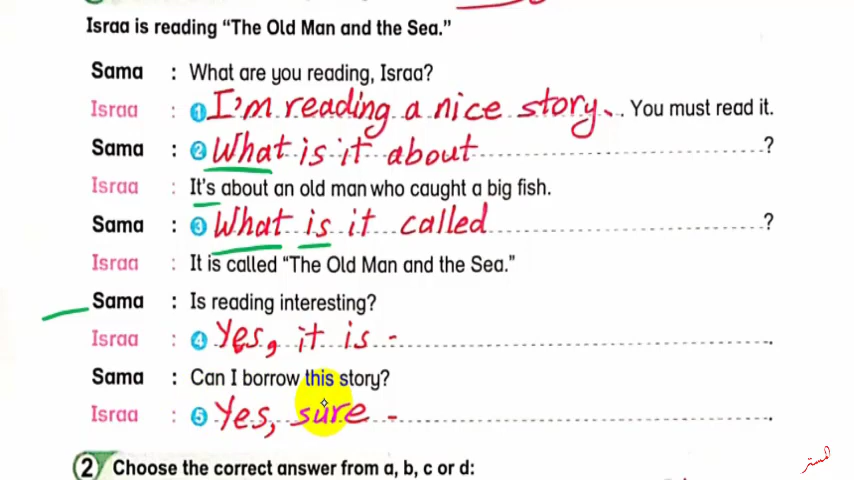 Israa is reading “The Old Man and the Sea.”
Sama : What are you reading, Israa?
Israa : 1 I'm reading a nice story. You must read it.
Sama : 2 What is it about ?
Israa : It's about an old man who caught a big fish.
Sama : 3 What is it called ?
Israa : It is called “The Old Man and the Sea.”
Sama : Is reading interesting?
Israa : 4 Yes, it is - .
Sama : Can I borrow this story?
Israa : 5 Yes, sure - .
المستر
2 Choose the correct answer from a, b, c or d: